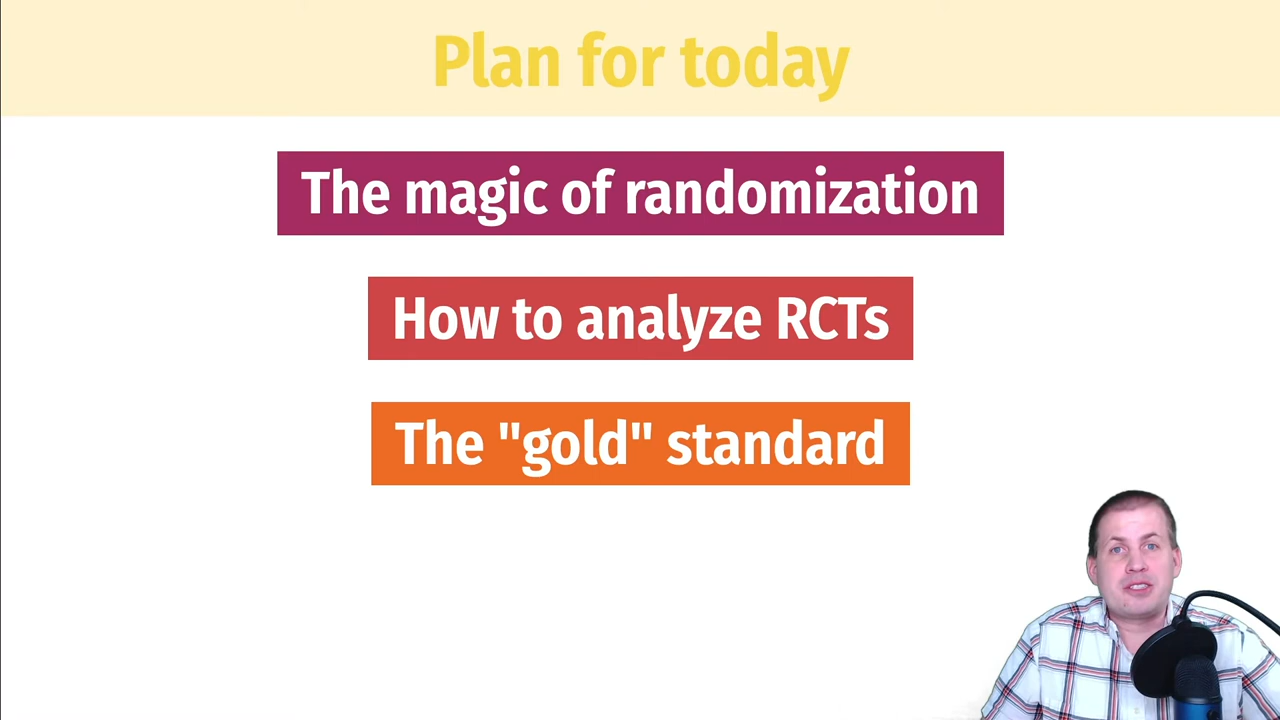 Plan for today
The magic of randomization
How to analyze RCTs
The "gold" standard